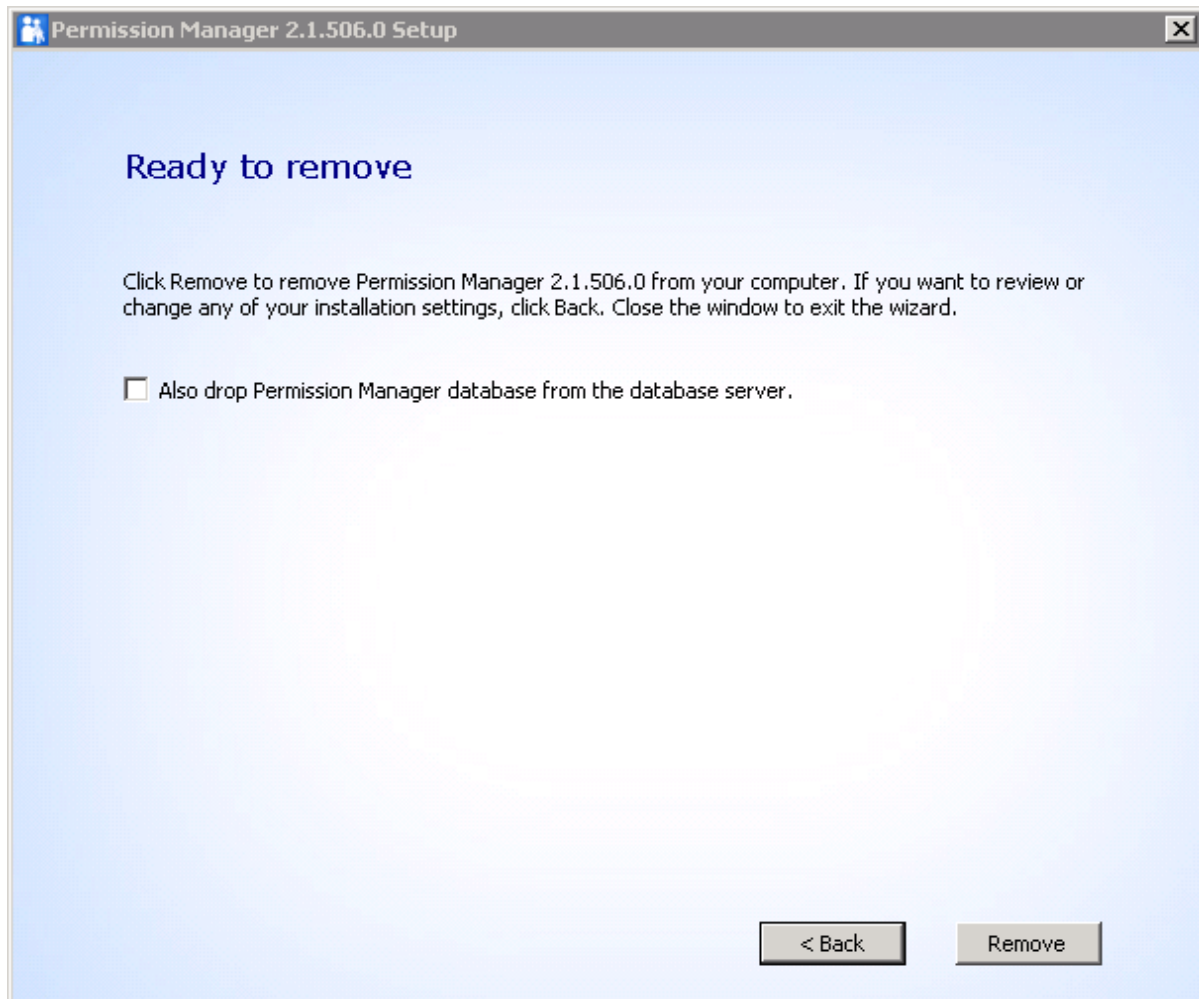 Permission Manager 2.1.506.0 Setup
Ready to remove
Click Remove to remove Permission Manager 2.1.506.0 from your computer. If you want to review or
change any of your installation settings, click Back. Close the window to exit the wizard.
Also drop Permission Manager database from the database server.
< Back
Remove